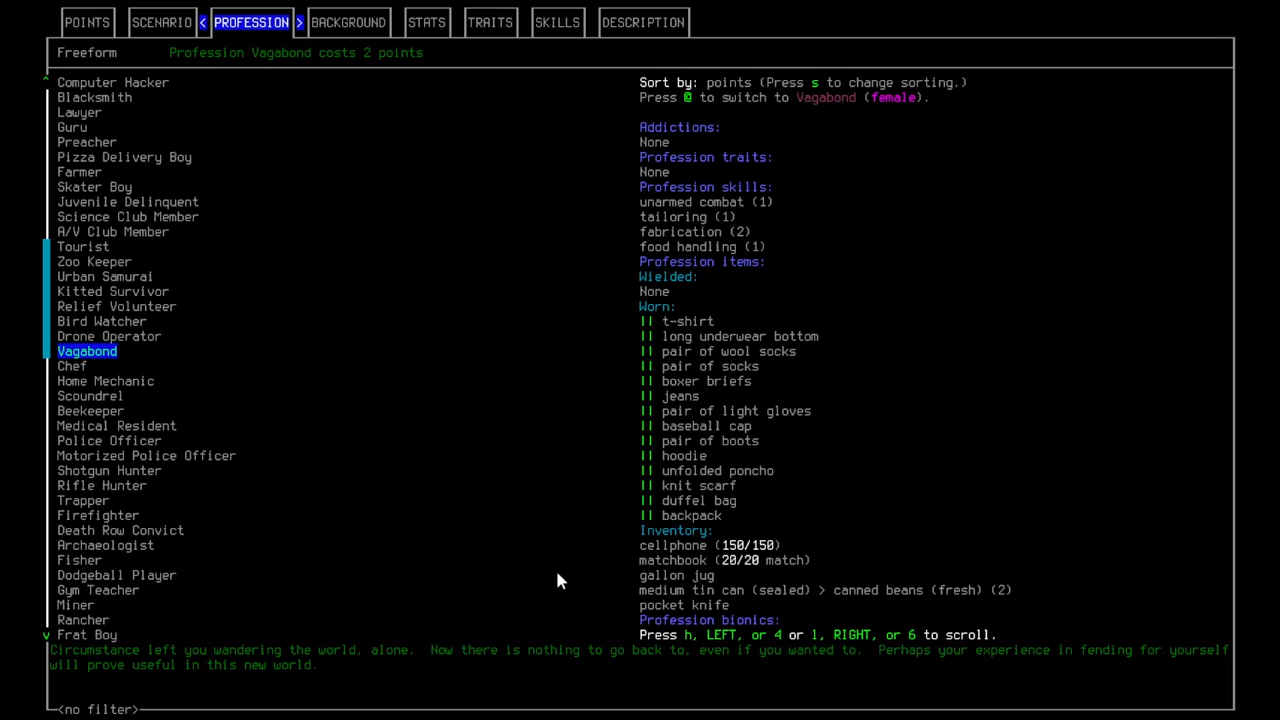 POINTS SCENARIO < PROFESSION > BACKGROUND STATS TRAITS SKILLS DESCRIPTION
Freeform Profession Vagabond costs 2 points
^ Computer Hacker
Blacksmith
Lawyer
Guru
Preacher
Pizza Delivery Boy
Farmer
Skater Boy
Juvenile Delinquent
Science Club Member
A/V Club Member
Tourist
Zoo Keeper
Urban Samurai
Kitted Survivor
Relief Volunteer
Bird Watcher
Drone Operator
Vagabond
Chef
Home Mechanic
Scoundrel
Beekeeper
Medical Resident
Police Officer
Motorized Police Officer
Shotgun Hunter
Rifle Hunter
Trapper
Firefighter
Death Row Convict
Archaeologist
Fisher
Dodgeball Player
Gym Teacher
Miner
Rancher
v Frat Boy
Sort by: points (Press s to change sorting.)
Press @ to switch to Vagabond (female).
Addictions:
None
Profession traits:
None
Profession skills:
unarmed combat (1)
tailoring (1)
fabrication (2)
food handling (1)
Profession items:
Wielded:
None
Worn:
|| t-shirt
|| long underwear bottom
|| pair of wool socks
|| pair of socks
|| boxer briefs
|| jeans
|| pair of light gloves
|| baseball cap
|| pair of boots
|| hoodie
|| unfolded poncho
|| knit scarf
|| duffel bag
|| backpack
Inventory:
cellphone (150/150)
matchbook (20/20 match)
gallon jug
medium tin can (sealed) > canned beans (fresh) (2)
pocket knife
Profession bionics:
Press h, LEFT, or 4 or l, RIGHT, or 6 to scroll.
Circumstance left you wandering the world, alone.  Now there is nothing to go back to, even if you wanted to.  Perhaps your experience in fending for yourself
will prove useful in this new world.
<no filter>